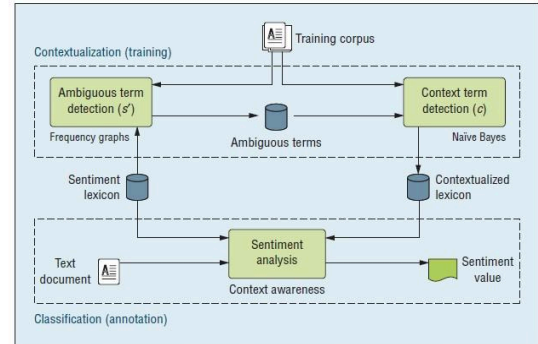 Training corpus
Contextualization (training)
Ambiguous term
detection (s′)
Context term
detection (c)
Frequency graphs
Ambiguous terms
Naïve Bayes
Sentiment
lexicon
Contextualized
lexicon
Text
document
Sentiment
analysis
Sentiment
value
Context awareness
Classification (annotation)